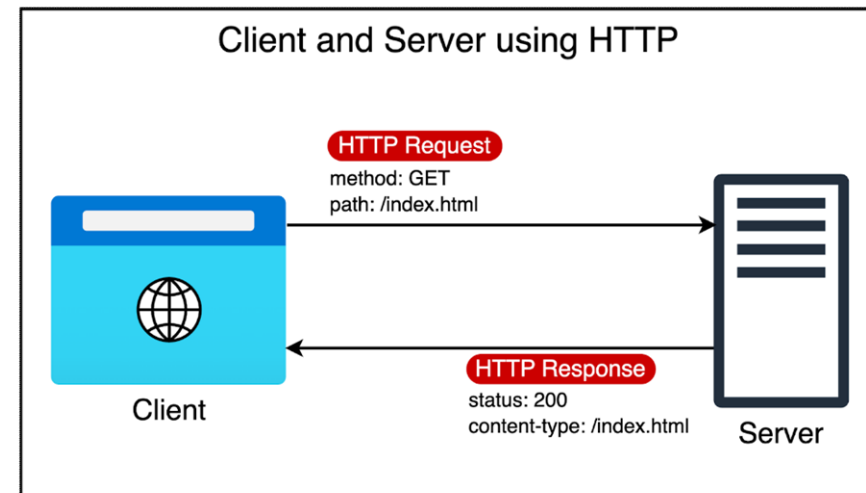 Client and Server using HTTP
HTTP Request
method: GET
path: /index.html
HTTP Response
status: 200
content-type: /index.html
Client
Server